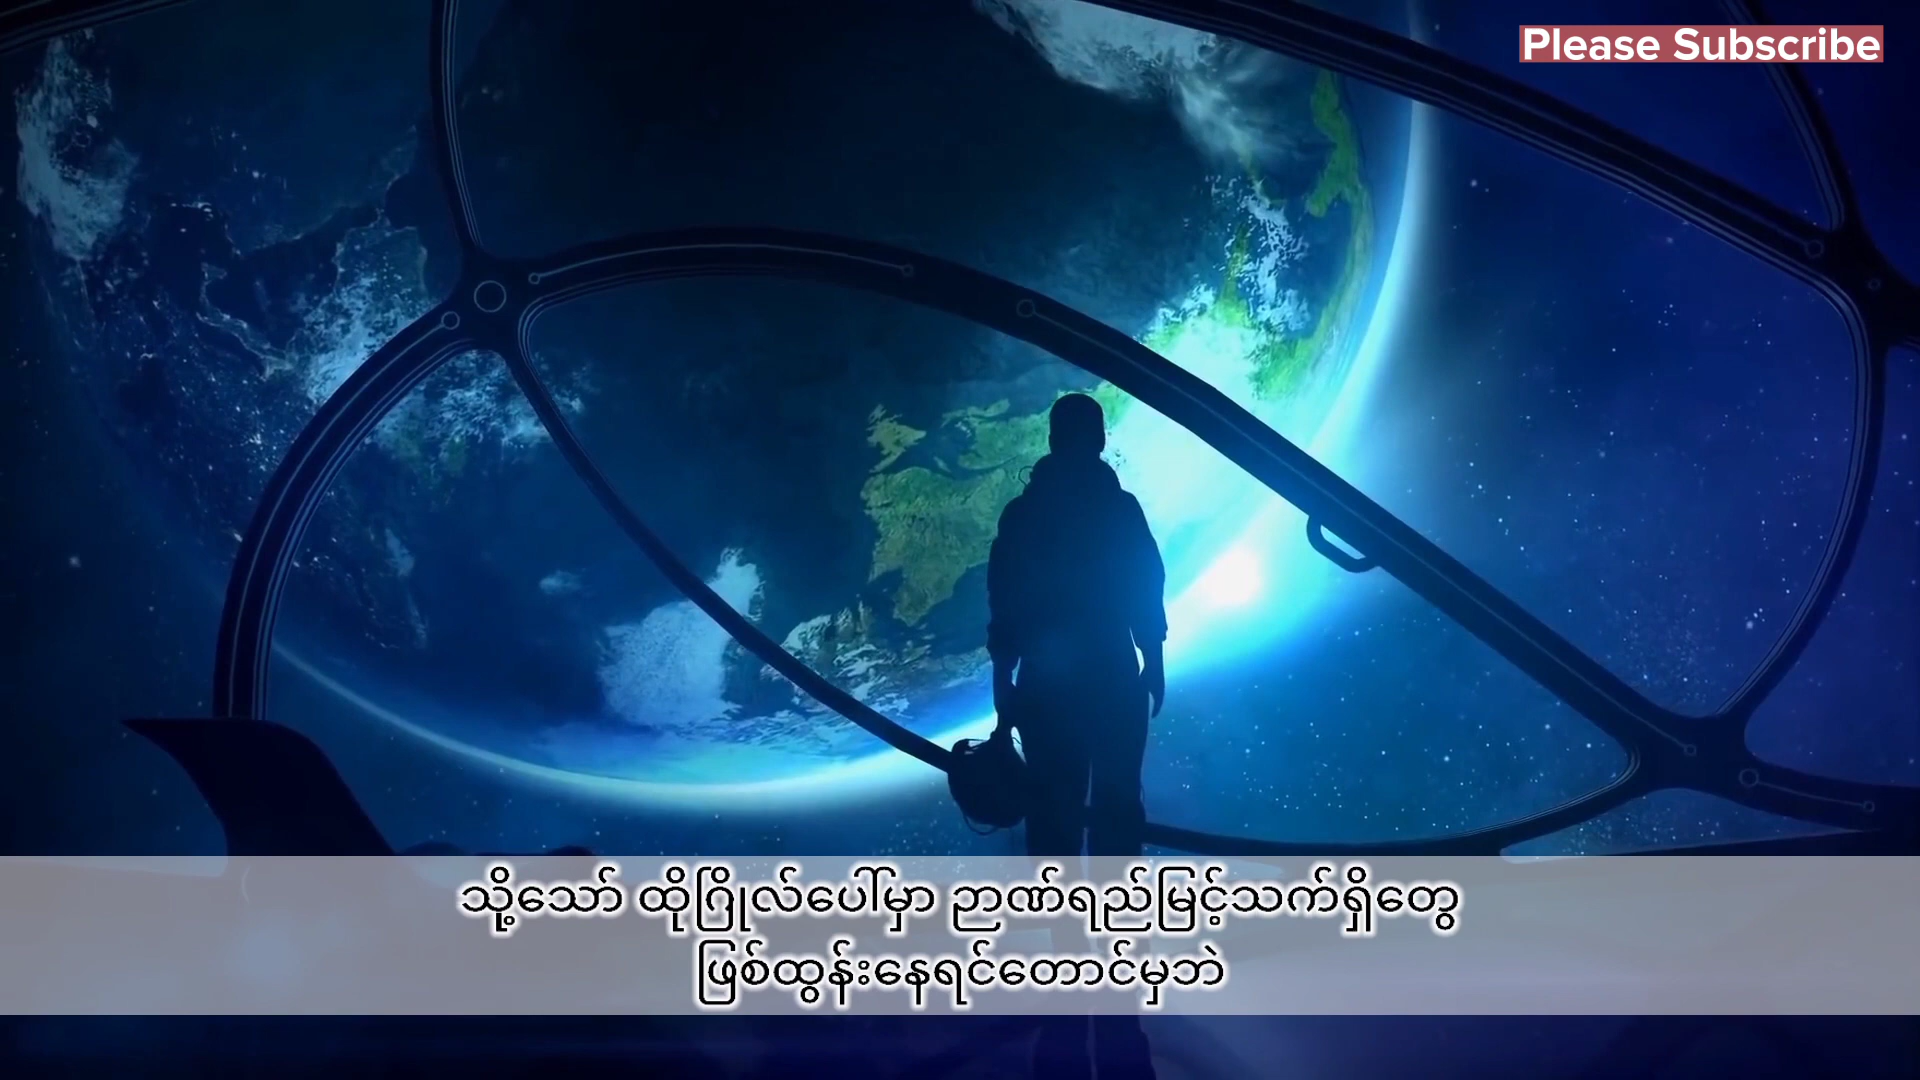 Please Subscribe
သို့သော် ထိုဂြိုလ်ပေါ်မှာ ဉာဏ်ရည်မြင့်သက်ရှိတွေ
ဖြစ်ထွန်းနေရင်တောင်မှဘဲ